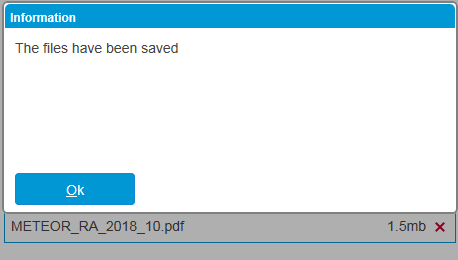 Information
The files have been saved
Ok
METEOR_RA_2018_10.pdf 1.5mb